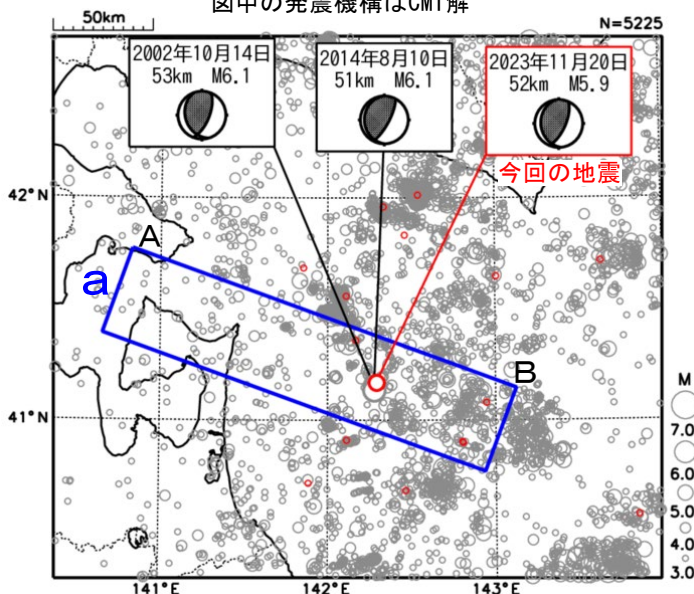 図中の発震機構はCMT解
50km
N=5225
2002年10月14日
53km M6.1
2014年8月10日
51km M6.1
2023年11月20日
52km M5.9
今回の地震
42°N
A
a
B
41°N
M
7.0
6.0
5.0
4.0
3.0
141°E
142°E
143°E